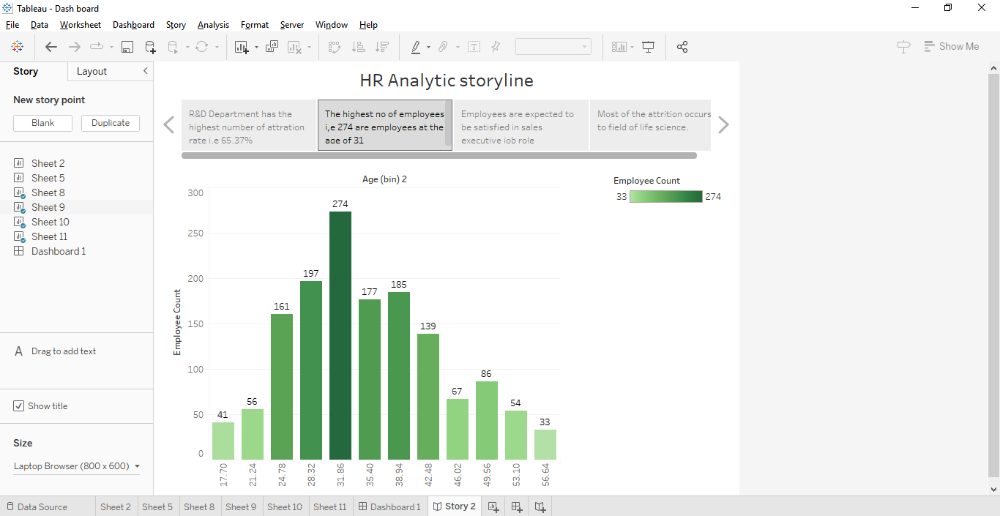 Tableau - Dash board
File Data Worksheet Dashboard Story Analysis Format Server Window Help
Show Me
Story Layout
New story point
Blank Duplicate
Sheet 2
Sheet 5
Sheet 8
Sheet 9
Sheet 10
Sheet 11
Dashboard 1
A Drag to add text
Show title
Size
Laptop Browser (800 x 600)
HR Analytic storyline
R&D Department has the
highest number of attration
rate i.e 65.37%
The highest no of employees
i,e 274 are employees at the
age of 31
Employees are expected to
be satisfied in sales
executive job role
Most of the attrition occurs
to field of life science.
Age (bin) 2
Employee Count
33 274
Employee Count
300
250
200
150
100
50
0
41
56
161
197
274
177
185
139
67
86
54
33
17.70
21.24
24.78
28.32
31.86
35.40
38.94
42.48
46.02
49.56
53.10
56.64
Data Source Sheet 2 Sheet 5 Sheet 8 Sheet 9 Sheet 10 Sheet 11 Dashboard 1 Story 2